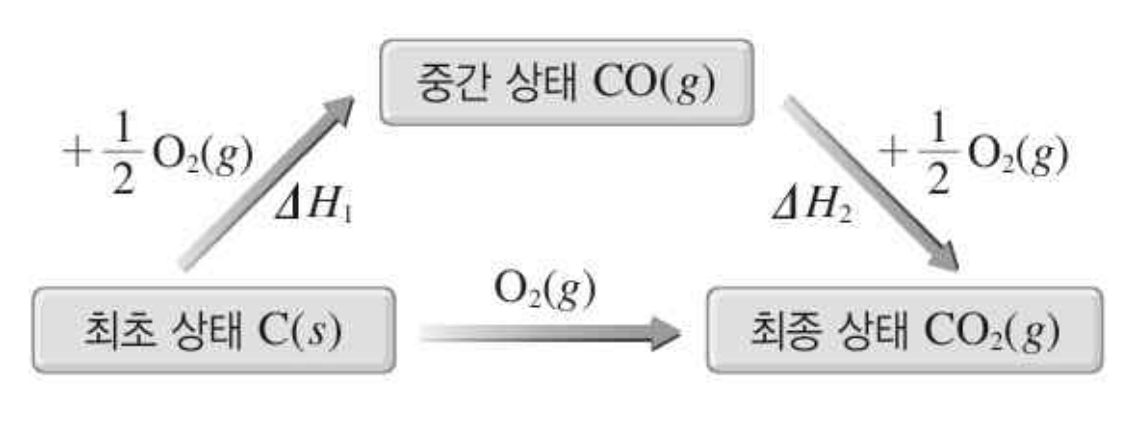 중간 상태 CO(g)
+ 1/2 O₂(g)
ΔH₁
ΔH₂
+ 1/2 O₂(g)
최초 상태 C(s)
O₂(g)
최종 상태 CO₂(g)